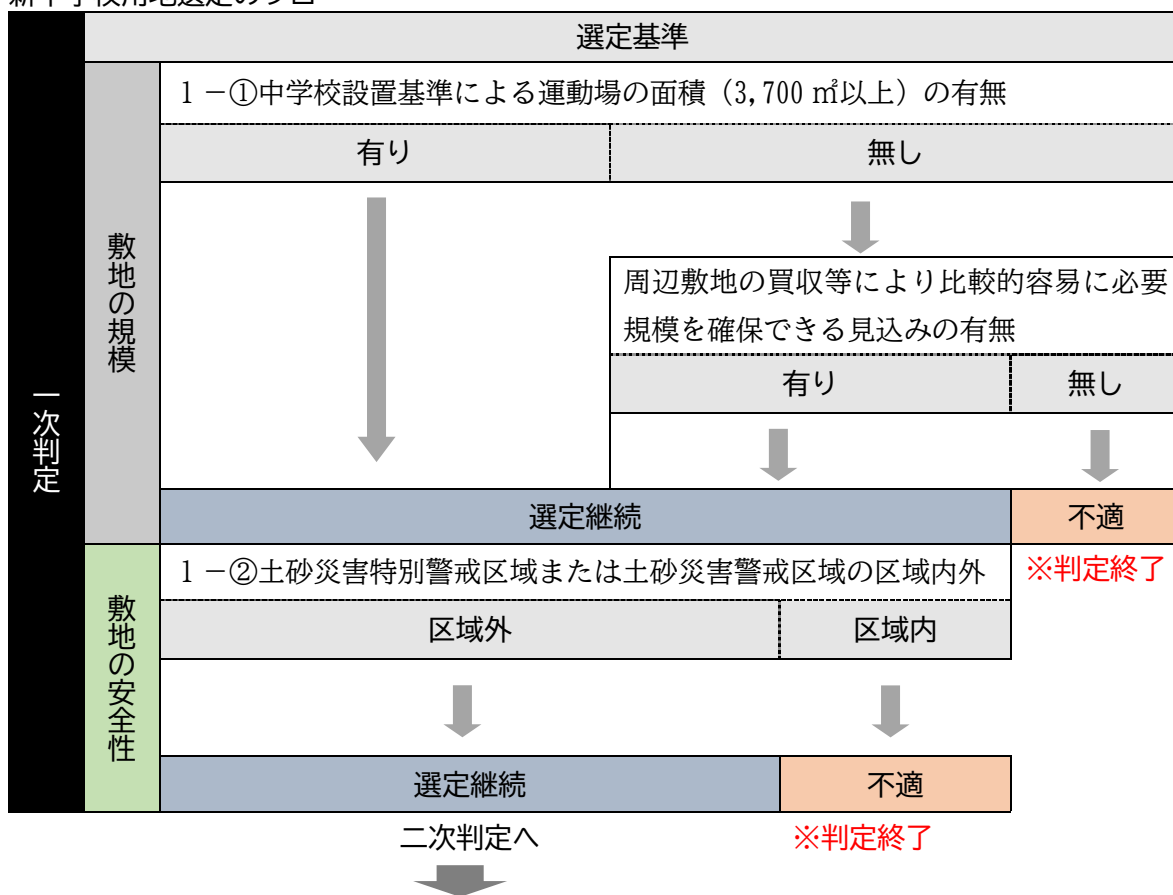 選定基準
一次判定
敷地の規模
1－①中学校設置基準による運動場の面積（3,700 ㎡以上）の有無
有り
無し
周辺敷地の買収等により比較的容易に必要
規模を確保できる見込みの有無
有り
無し
選定継続
不適
※判定終了
敷地の安全性
1－②土砂災害特別警戒区域または土砂災害警戒区域の区域内外
区域外
区域内
選定継続
不適
二次判定へ
※判定終了